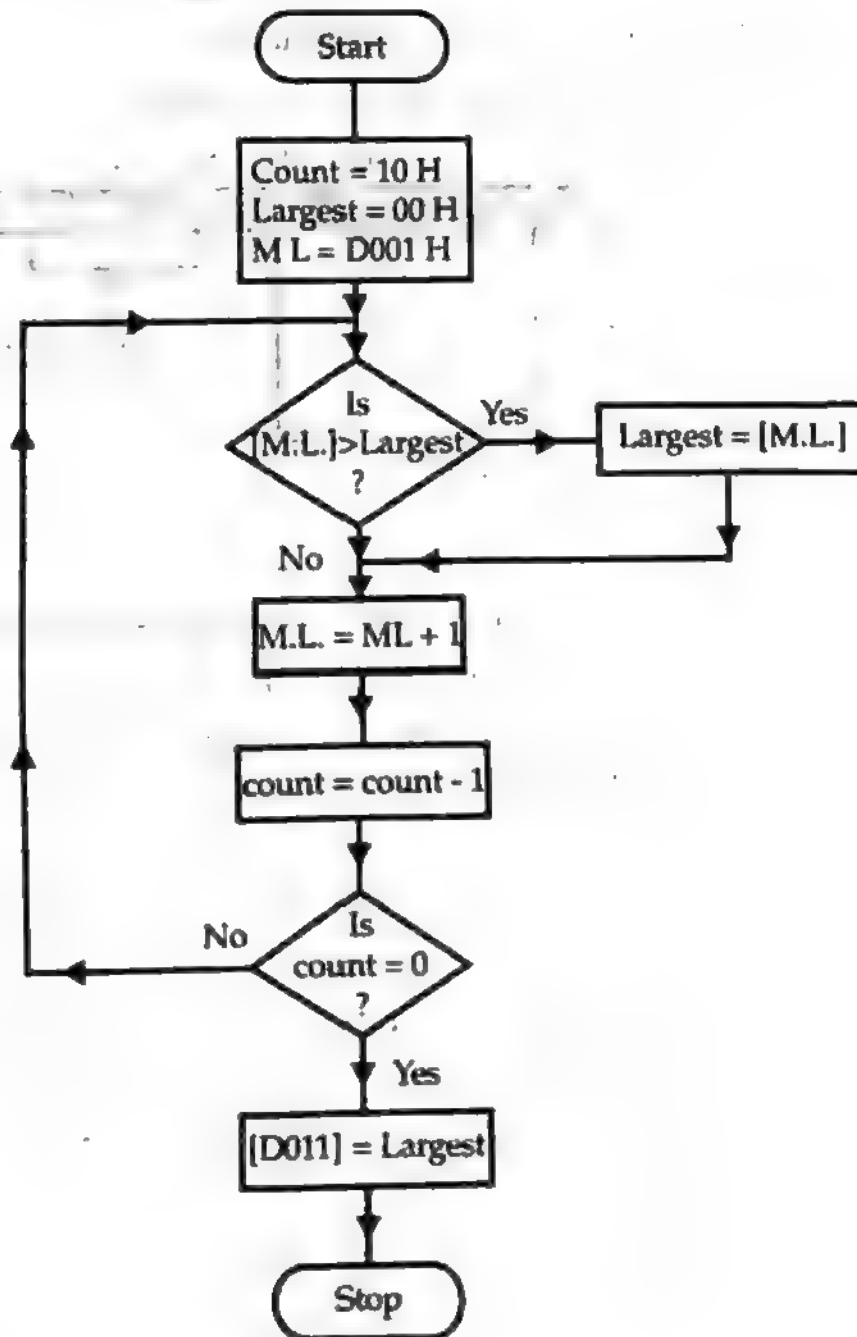 Start
Count = 10 H
Largest = 00 H
M L = D001 H
Is
[M.L.]>Largest
?
Yes
Largest = [M.L.]
No
M.L. = ML + 1
count = count - 1
Is
count = 0
?
No
Yes
[D011] = Largest
Stop